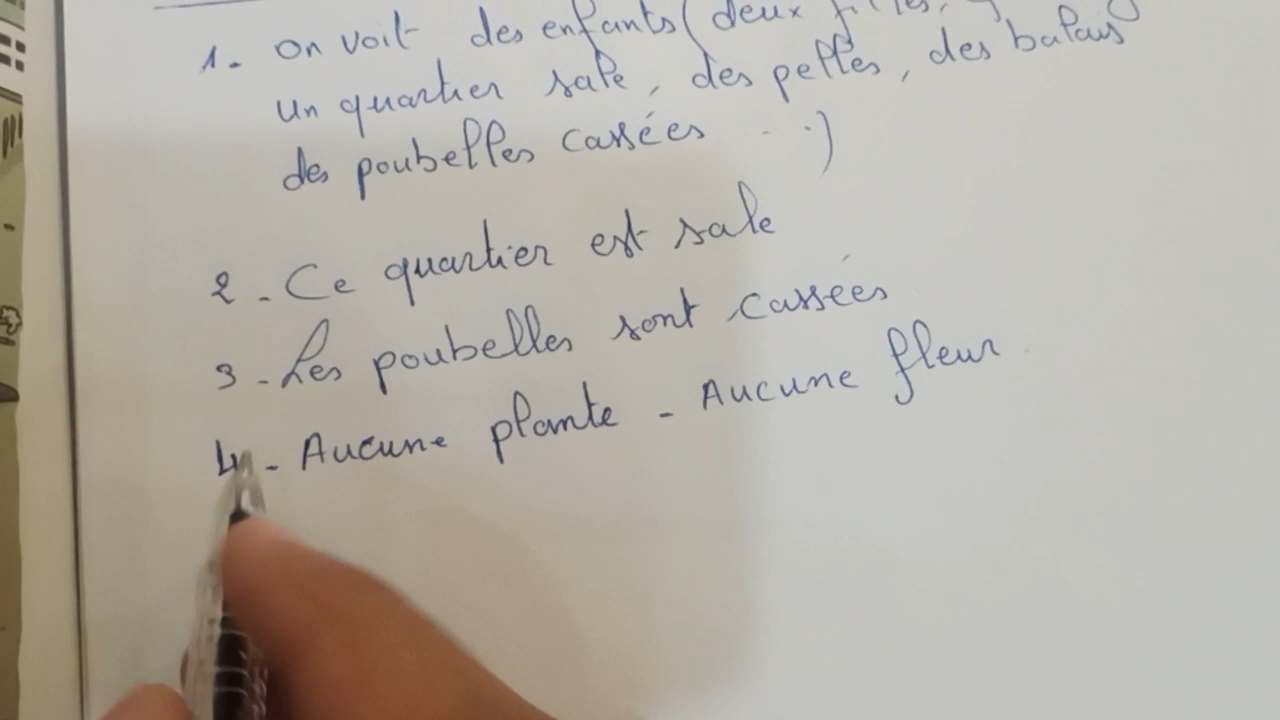 1. On voit des enfants ( deux
un quartier sale, des pelles, des balais
des poubelles cassées ...)
2. Ce quartier est sale
3. Les poubelles sont cassées
4. Aucune plante - Aucune fleur